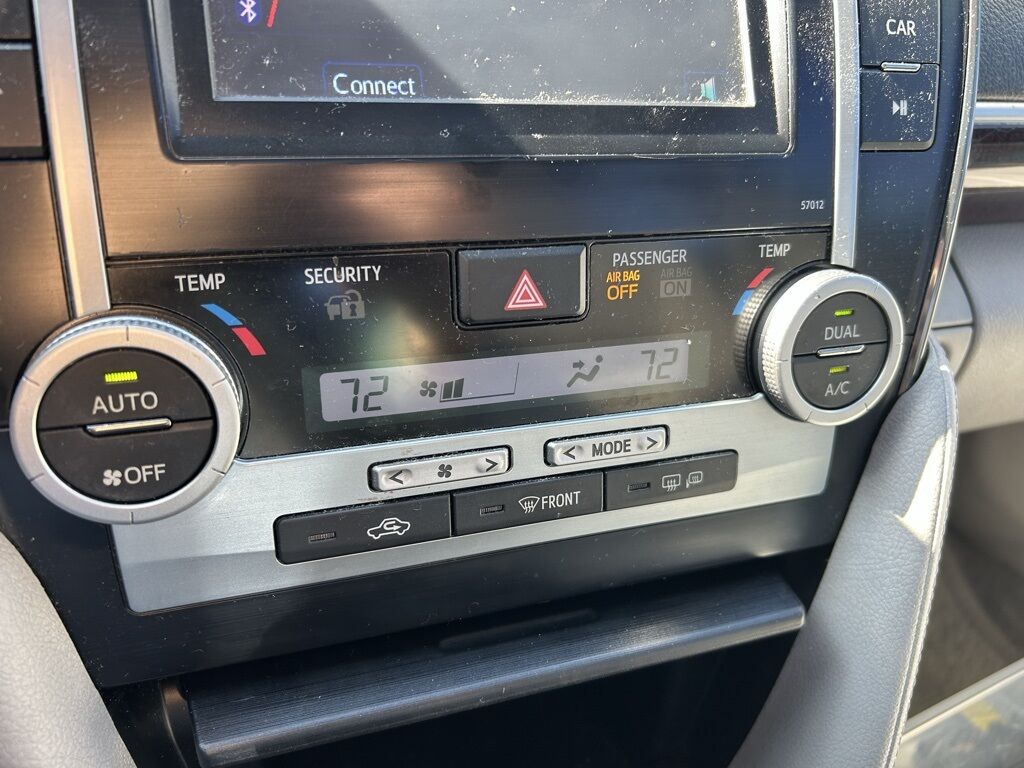 CAR
Connect
57012
TEMP
SECURITY
PASSENGER
AIR BAG
OFF
AIR BAG
ON
TEMP
72
72
AUTO
OFF
DUAL
A/C
< >
< MODE >
FRONT